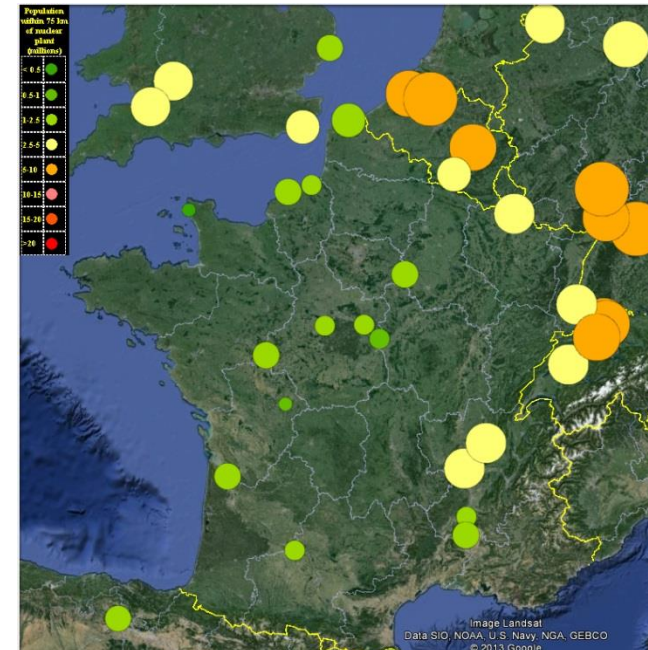 Population
within 75 km
of nuclear
plant
(millions)
< 0.5
0.5-1
1-2.5
2.5-5
5-10
10-15
15-20
>20
Image Landsat
Data SIO, NOAA, U.S. Navy, NGA, GEBCO
© 2013 Google